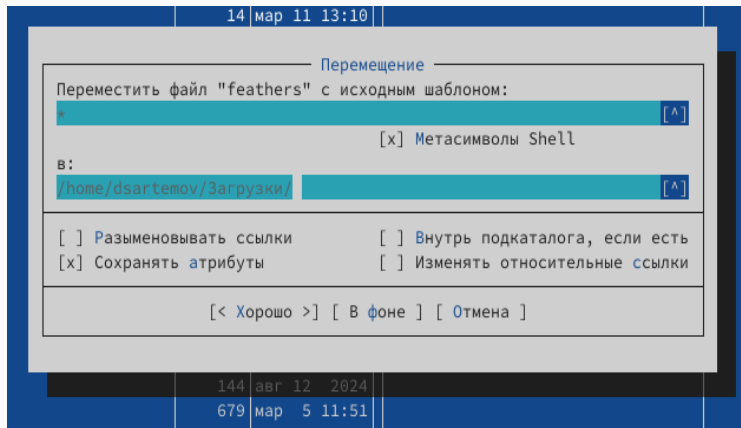 14 мар 11 13:10
Перемещение
Переместить файл "feathers" с исходным шаблоном:
* [^]
[x] Метасимволы Shell
в:
/home/dsartemov/Загрузки/ [^]
[ ] Разыменовывать ссылки [ ] Внутрь подкаталога, если есть
[x] Сохранять атрибуты [ ] Изменять относительные ссылки
[< Хорошо >] [ В фоне ] [ Отмена ]
144 авг 12 2024
679 мар 5 11:51